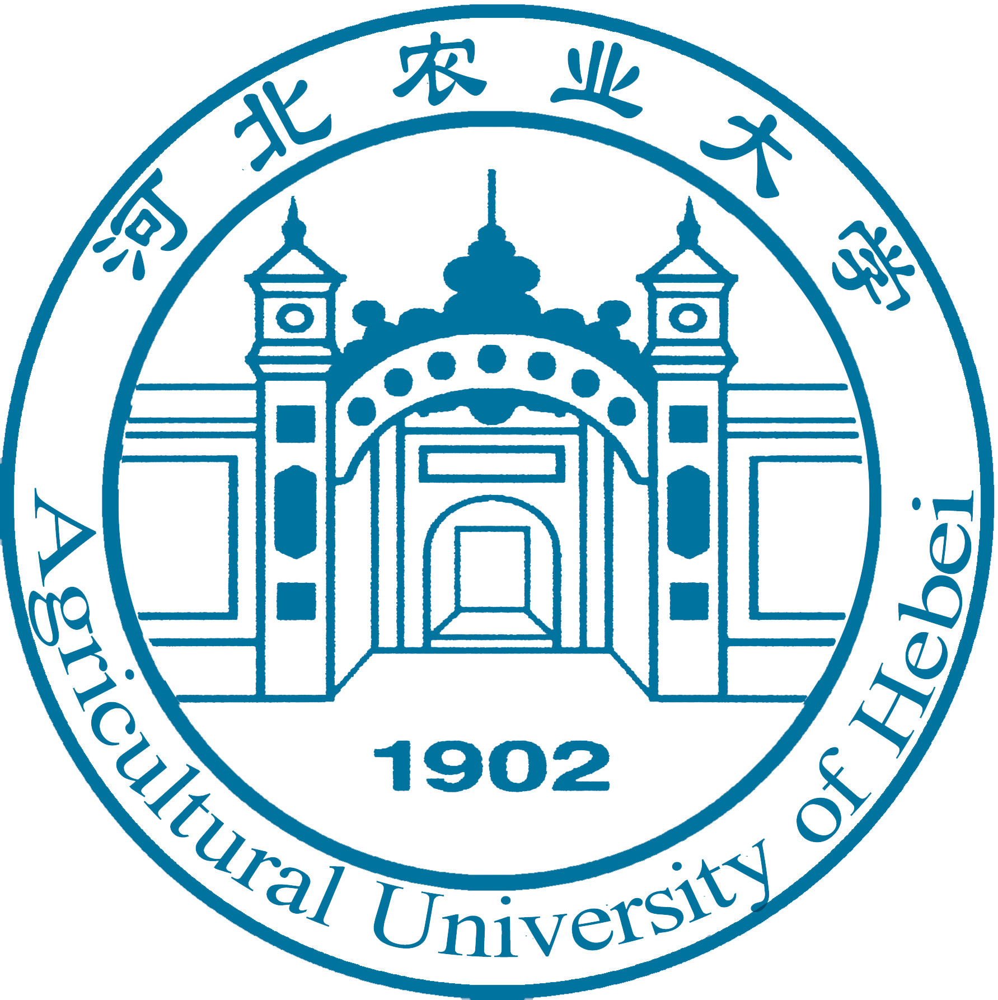 河北农业大学
1902
Agricultural University of Hebei